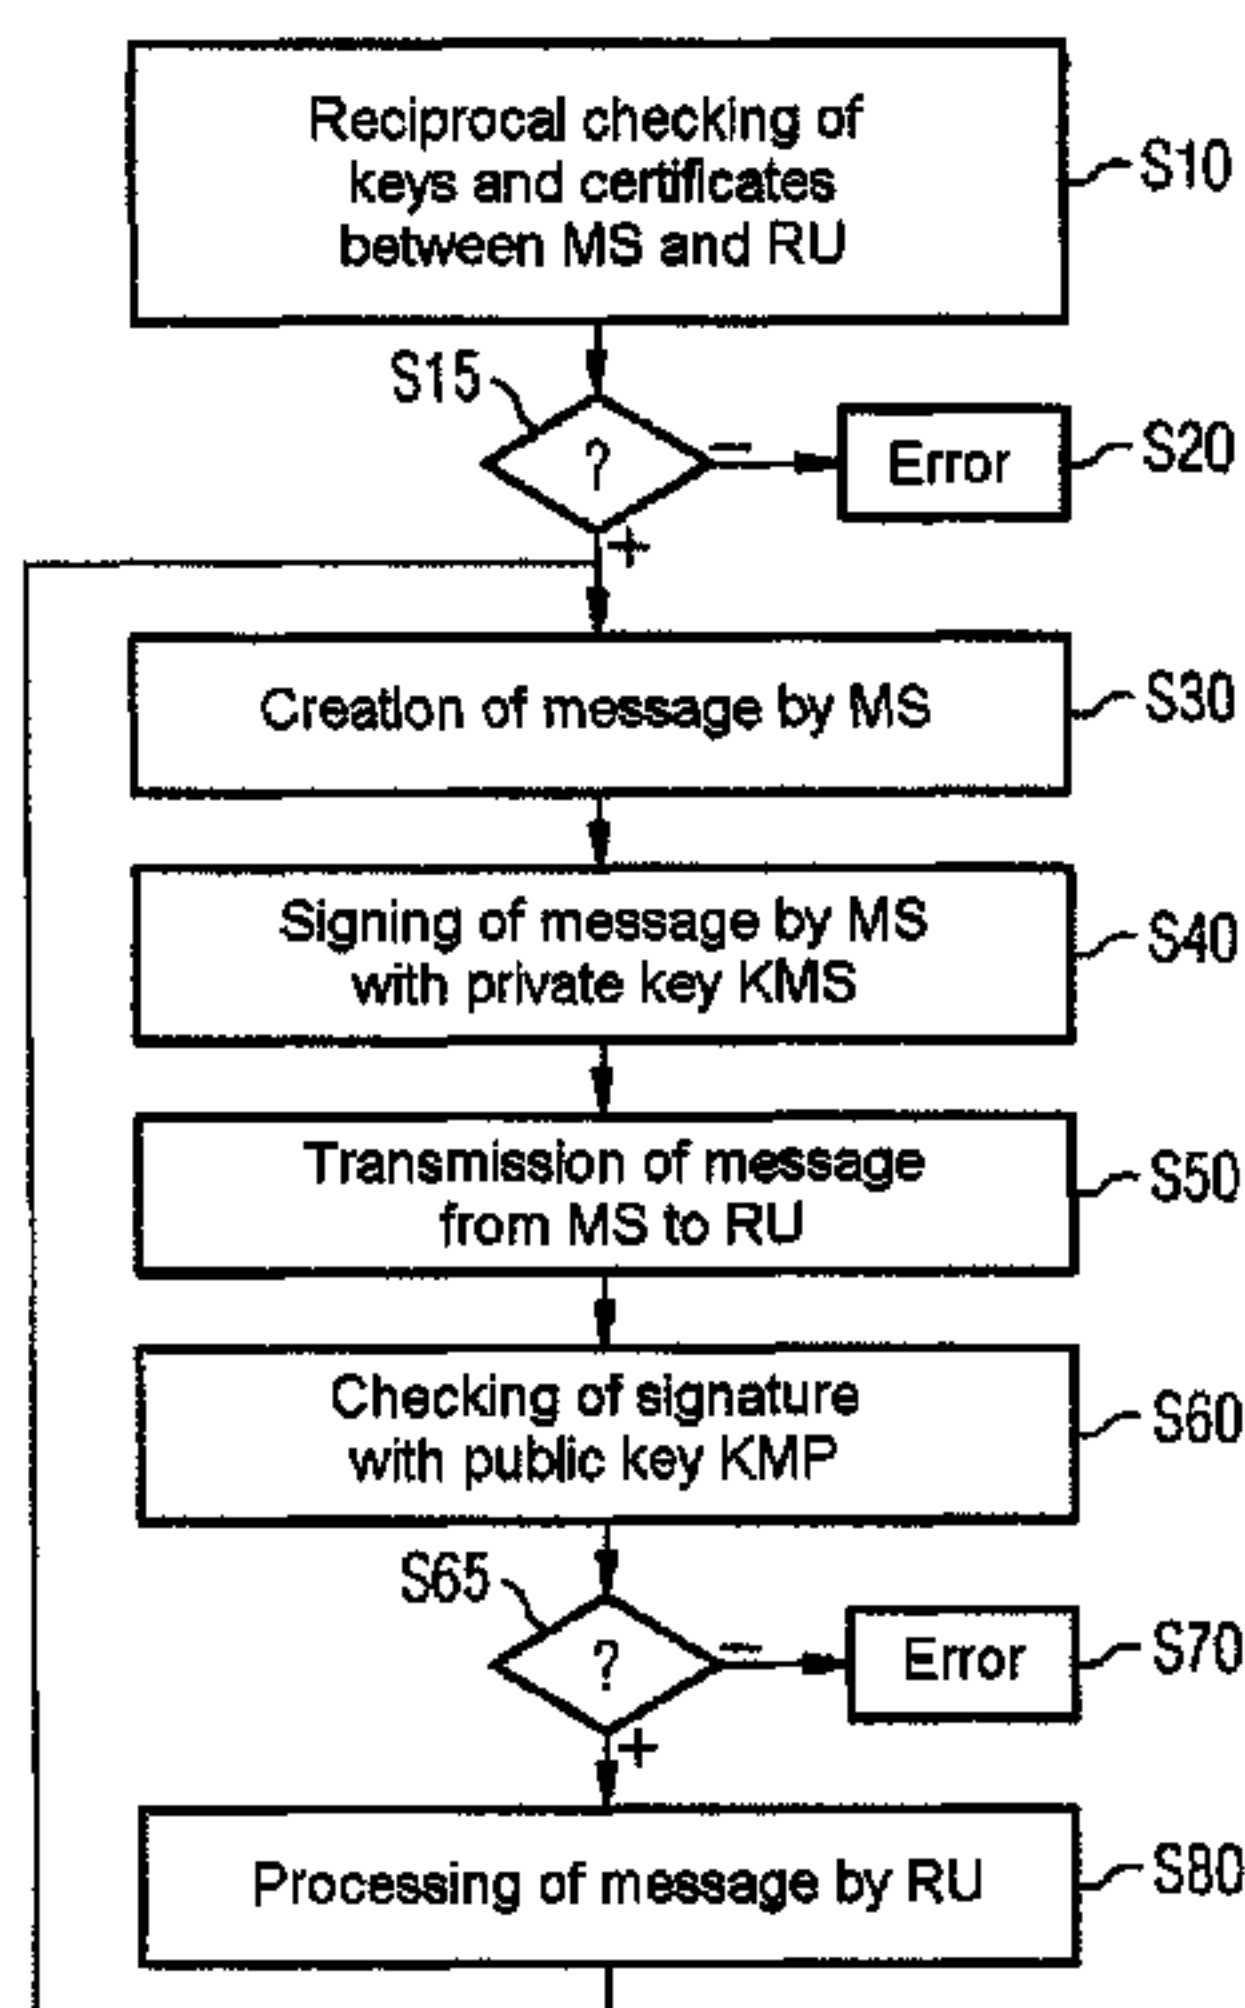 Reciprocal checking of
keys and certificates
between MS and RU
S10
S15
?
−
Error
S20
+
Creation of message by MS
S30
Signing of message by MS
with private key KMS
S40
Transmission of message
from MS to RU
S50
Checking of signature
with public key KMP
S60
S65
?
−
Error
S70
+
Processing of message by RU
S80